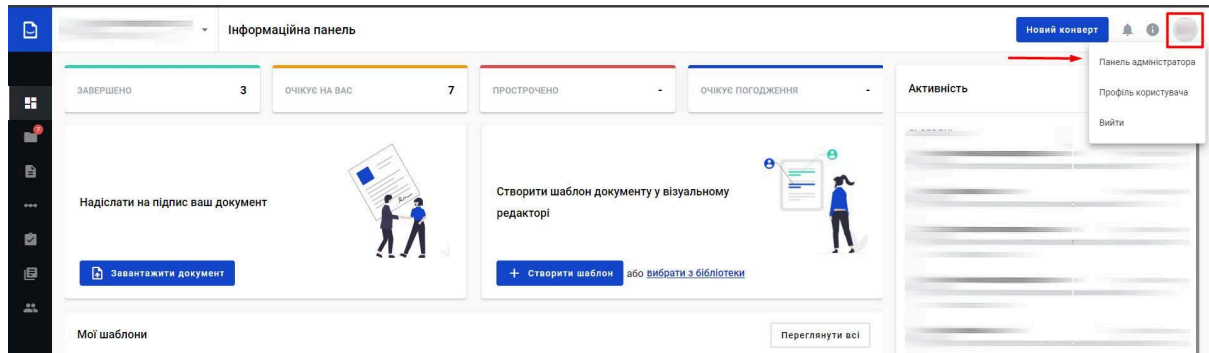 Інформаційна панель
Новий конверт
Панель адміністратора
Профіль користувача
Вийти
ЗАВЕРШЕНО 3
ОЧІКУЄ НА ВАС 7
ПРОСТРОЧЕНО -
ОЧІКУЄ ПОГОДЖЕННЯ -
Активність
7
Надіслати на підпис ваш документ
Завантажити документ
Створити шаблон документу у візуальному
редакторі
+ Створити шаблон або вибрати з бібліотеки
Мої шаблони
Переглянути всі